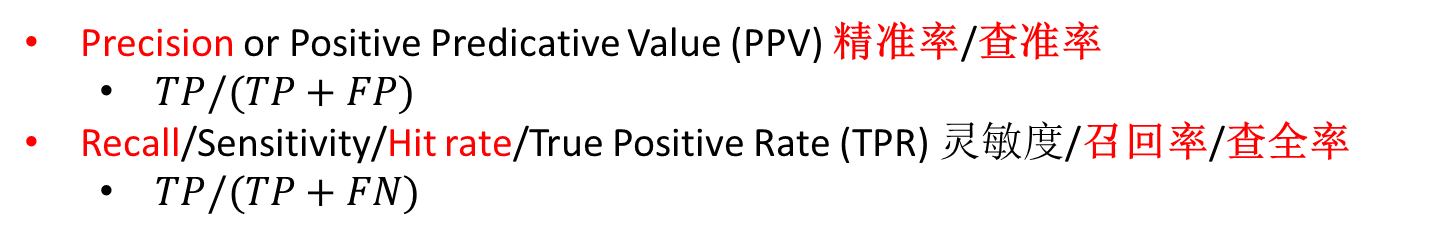 • Precision or Positive Predicative Value (PPV) 精准率/查准率
• TP/(TP + FP)
• Recall/Sensitivity/Hit rate/True Positive Rate (TPR) 灵敏度/召回率/查全率
• TP/(TP + FN)